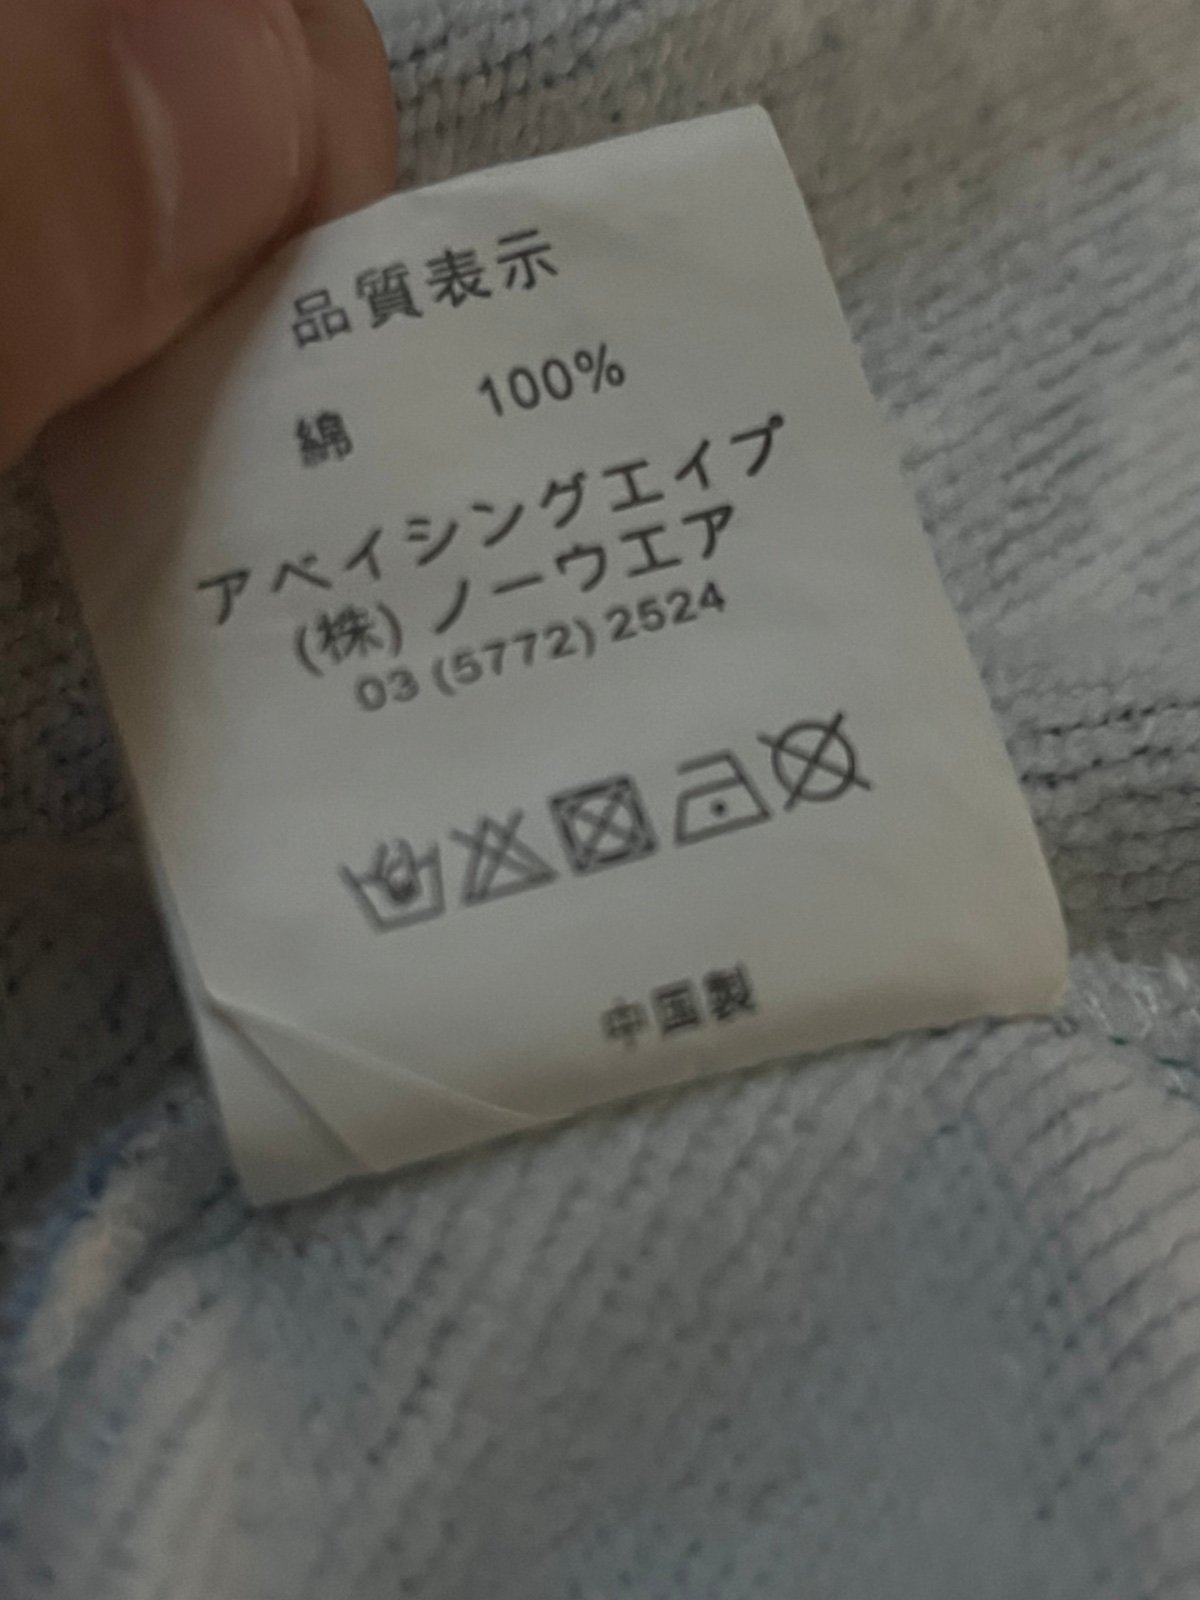 品質表示
綿 100%
アベイシングエイプ
(株)ノーウエア
03 (5772) 2524
中国製